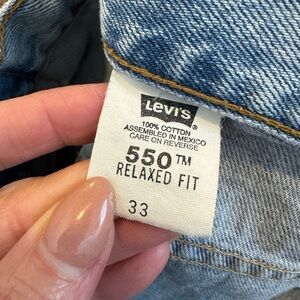 LEVI'S®
100% COTTON
ASSEMBLED IN MEXICO
CARE ON REVERSE
550™
RELAXED FIT
33